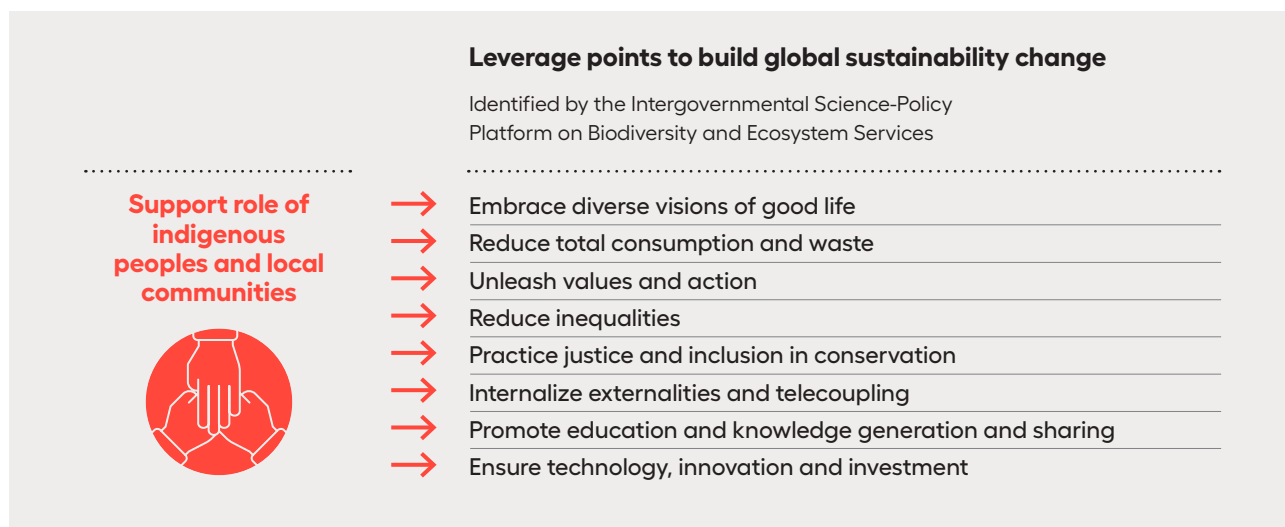 Leverage points to build global sustainability change
Identified by the Intergovernmental Science-Policy
Platform on Biodiversity and Ecosystem Services
Support role of
indigenous
peoples and local
communities
Embrace diverse visions of good life
Reduce total consumption and waste
Unleash values and action
Reduce inequalities
Practice justice and inclusion in conservation
Internalize externalities and telecoupling
Promote education and knowledge generation and sharing
Ensure technology, innovation and investment